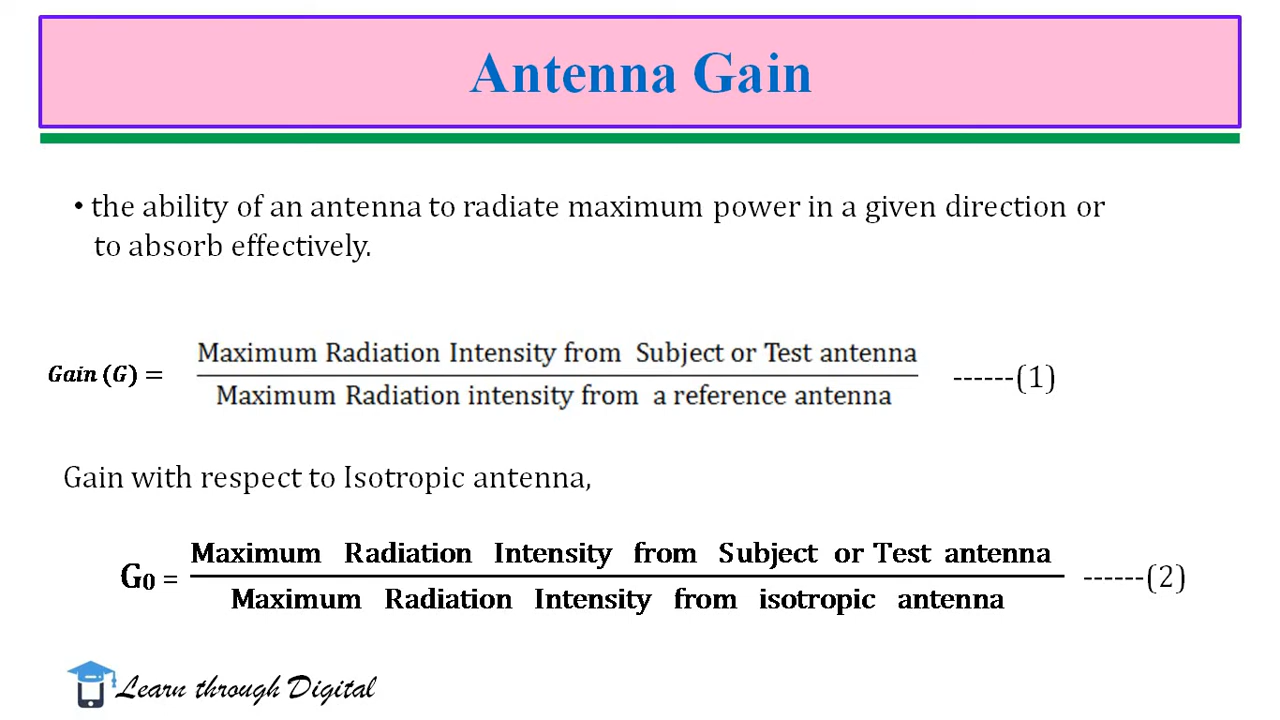 Antenna Gain
• the ability of an antenna to radiate maximum power in a given direction or
to absorb effectively.
Maximum Radiation Intensity from Subject or Test antenna
Gain (G) = ------(1)
Maximum Radiation intensity from a reference antenna
Gain with respect to Isotropic antenna,
Maximum Radiation Intensity from Subject or Test antenna
G0 = ------(2)
Maximum Radiation Intensity from isotropic antenna
Learn through Digital